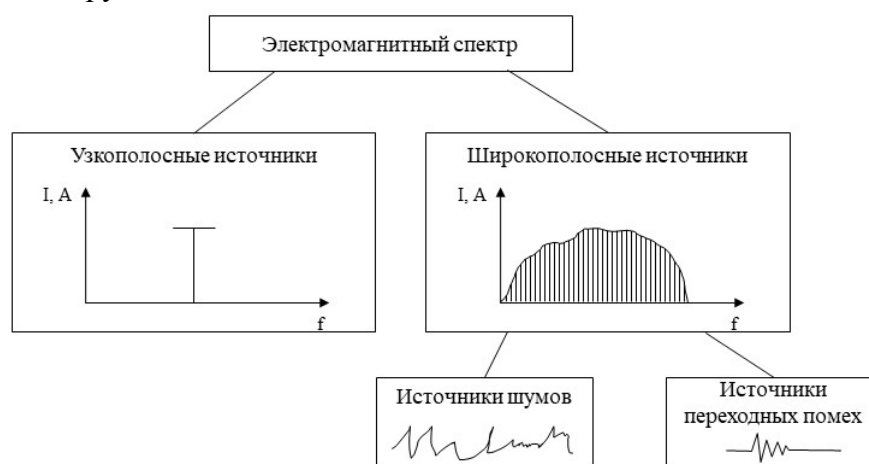 Электромагнитный спектр
Узкополосные источники
I, А
f
Широкополосные источники
I, А
f
Источники шумов
Источники
переходных помех